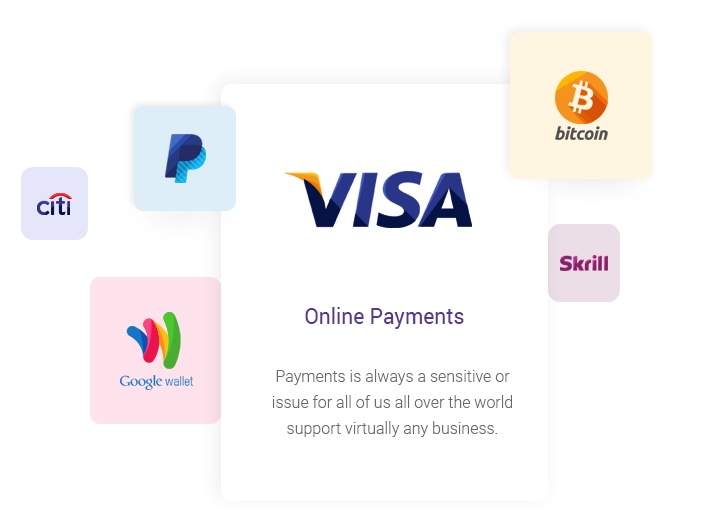 bitcoin
VISA
citi
Skrill
Online Payments
Google wallet
Payments is always a sensitive or
issue for all of us all over the world
support virtually any business.